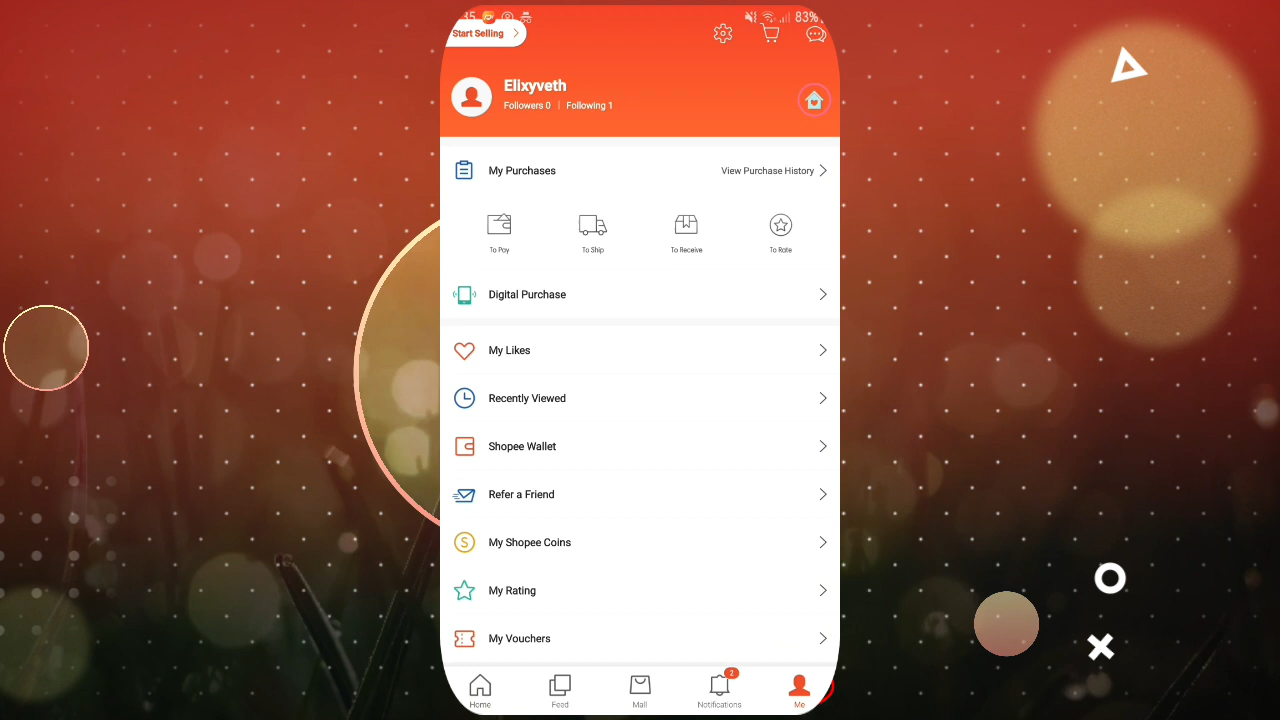 83%
Start Selling
Elixyveth
Followers 0 | Following 1
My Purchases
View Purchase History
To Pay
To Ship
To Receive
To Rate
Digital Purchase
My Likes
Recently Viewed
Shopee Wallet
Refer a Friend
My Shopee Coins
My Rating
My Vouchers
2
Home
Feed
Mall
Notifications
Me